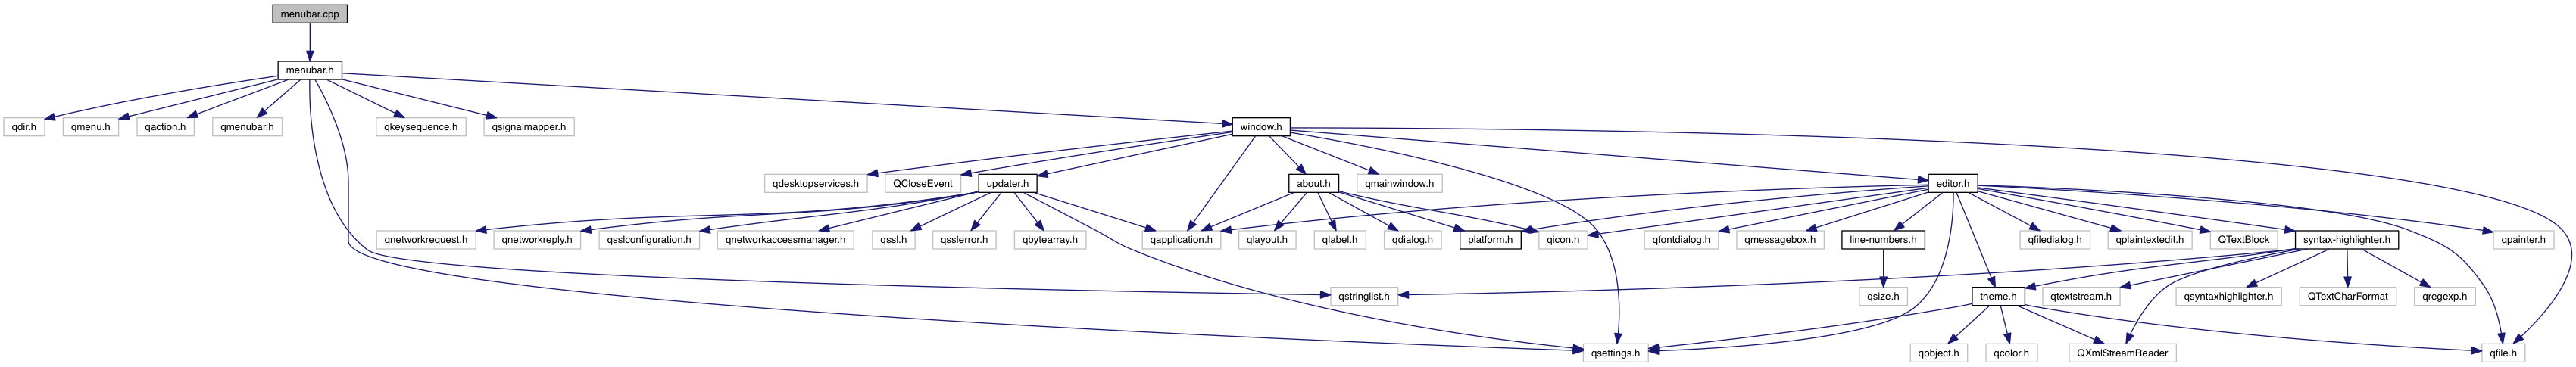 menubar.cpp
menubar.h
qdir.h
qmenu.h
qaction.h
qmenubar.h
qkeysequence.h
qsignalmapper.h
window.h
qdesktopservices.h
QCloseEvent
updater.h
about.h
qmainwindow.h
editor.h
qnetworkrequest.h
qnetworkreply.h
qsslconfiguration.h
qnetworkaccessmanager.h
qssl.h
qsslerror.h
qbytearray.h
qapplication.h
qlayout.h
qlabel.h
qdialog.h
platform.h
qicon.h
qfontdialog.h
qmessagebox.h
line-numbers.h
qfiledialog.h
qplaintextedit.h
QTextBlock
syntax-highlighter.h
qpainter.h
qstringlist.h
qsize.h
theme.h
qtextstream.h
qsyntaxhighlighter.h
QTextCharFormat
qregexp.h
qsettings.h
qobject.h
qcolor.h
QXmlStreamReader
qfile.h